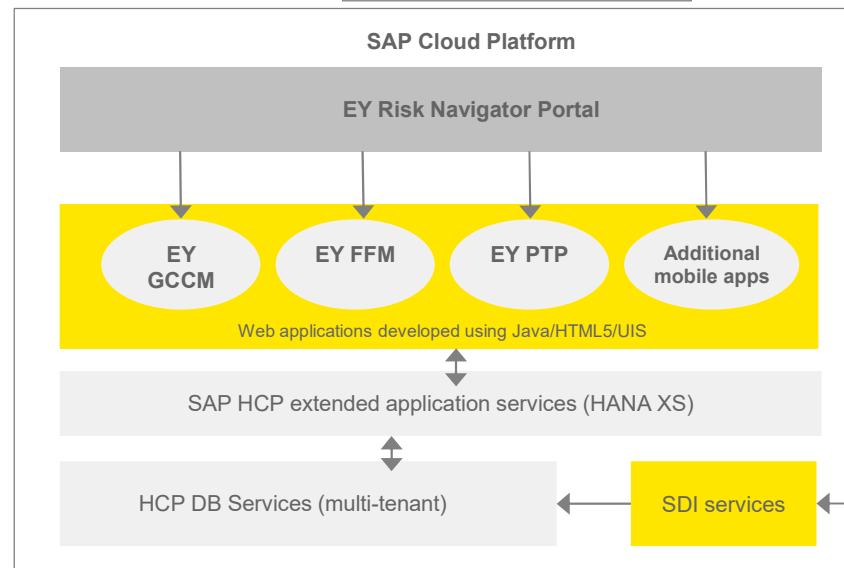 SAP Cloud Platform
EY Risk Navigator Portal
EY
GCCM
EY FFM
EY PTP
Additional
mobile apps
Web applications developed using Java/HTML5/UIS
SAP HCP extended application services (HANA XS)
HCP DB Services (multi-tenant)
SDI services